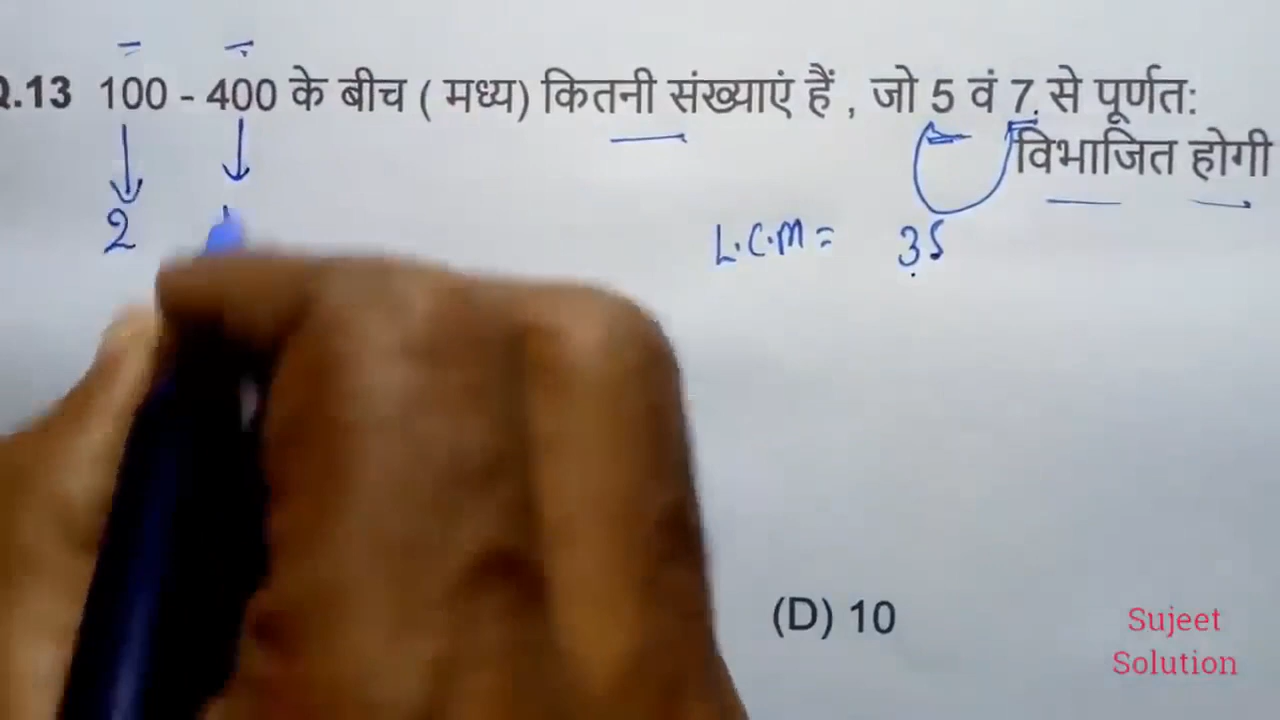 .13 100 - 400 के बीच ( मध्य) कितनी संख्याएं हैं , जो 5 वं 7 से पूर्णत:
विभाजित होगी
2
L.C.M = 35
(D) 10
Sujeet
Solution